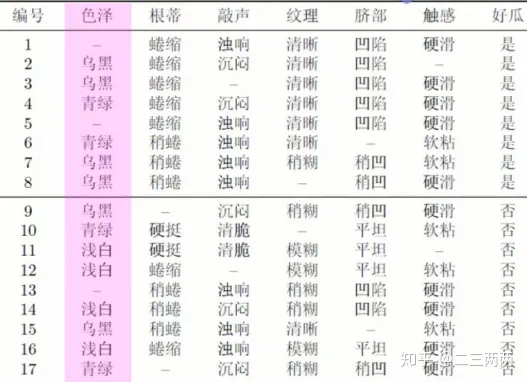 编号 色泽 根蒂 敲声 纹理 脐部 触感 好瓜
1 – 蜷缩 浊响 清晰 凹陷 硬滑 是
2 乌黑 蜷缩 沉闷 清晰 凹陷 – 是
3 乌黑 蜷缩 – 清晰 凹陷 硬滑 是
4 青绿 蜷缩 沉闷 清晰 凹陷 硬滑 是
5 – 蜷缩 浊响 清晰 凹陷 硬滑 是
6 青绿 稍蜷 浊响 清晰 – 软粘 是
7 乌黑 稍蜷 浊响 稍糊 稍凹 软粘 是
8 乌黑 稍蜷 浊响 – 稍凹 硬滑 是
9 乌黑 – 沉闷 稍糊 稍凹 硬滑 否
10 青绿 硬挺 清脆 – 平坦 软粘 否
11 浅白 硬挺 清脆 模糊 平坦 – 否
12 浅白 蜷缩 – 模糊 平坦 软粘 否
13 – 稍蜷 浊响 稍糊 凹陷 硬滑 否
14 浅白 稍蜷 沉闷 稍糊 凹陷 硬滑 否
15 乌黑 稍蜷 浊响 清晰 – 软粘 否
16 浅白 蜷缩 浊响 模糊 平坦 硬滑 否
17 青绿 – 沉闷 稍糊 稍凹 硬滑 否
知乎 @二三两两